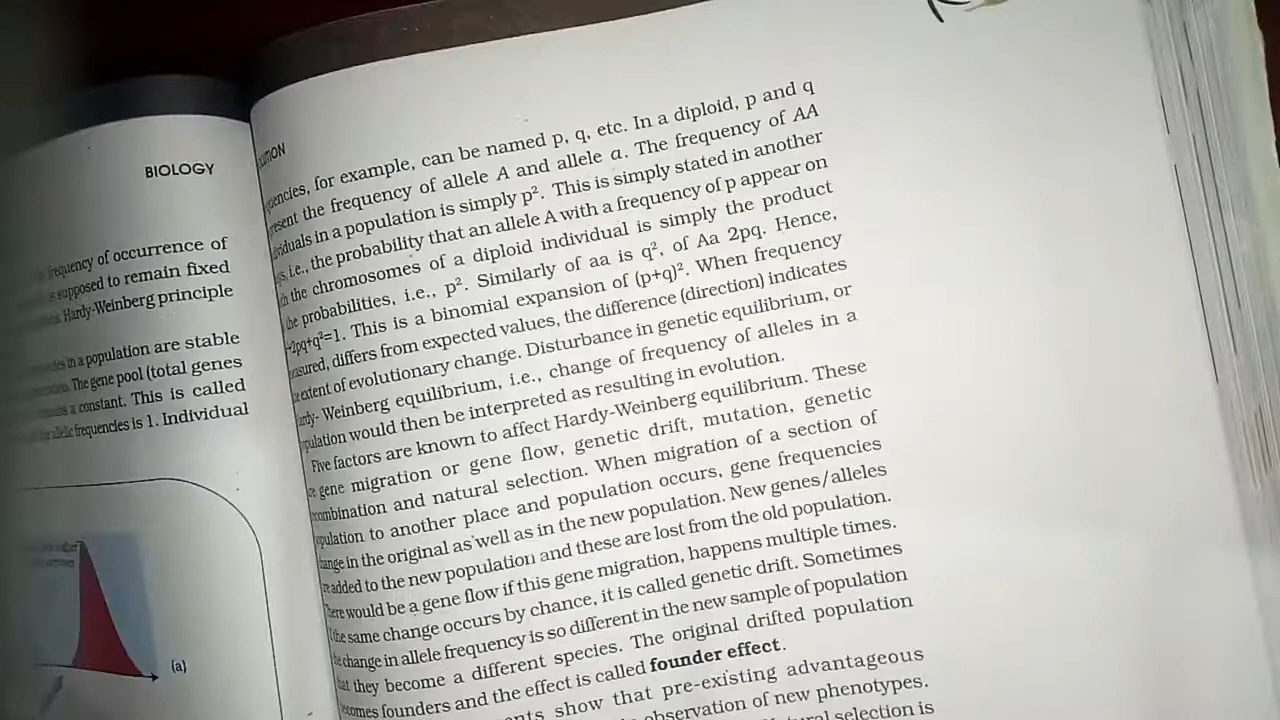 BIOLOGY
frequency of occurrence of
supposed to remain fixed
Hardy-Weinberg principle
in a population are stable
The gene pool (total genes
a constant. This is called
allelic frequencies is 1. Individual
(a)
for example, can be named p, q, etc. In a diploid, p and q
the frequency of allele A and allele a. The frequency of AA
in a population is simply p². This is simply stated in another
i.e., the probability that an allele A with a frequency of p appear on
the chromosomes of a diploid individual is simply the product
the probabilities, i.e., p². Similarly of aa is q², of Aa 2pq. Hence,
2pq+q²=1. This is a binomial expansion of (p+q)². When frequency
differs from expected values, the difference (direction) indicates
extent of evolutionary change. Disturbance in genetic equilibrium, or
Weinberg equilibrium, i.e., change of frequency of alleles in a
would then be interpreted as resulting in evolution.
Five factors are known to affect Hardy-Weinberg equilibrium. These
gene migration or gene flow, genetic drift, mutation, genetic
and natural selection. When migration of a section of
to another place and population occurs, gene frequencies
in the original as well as in the new population. New genes/alleles
added to the new population and these are lost from the old population.
There would be a gene flow if this gene migration, happens multiple times.
the same change occurs by chance, it is called genetic drift. Sometimes
change in allele frequency is so different in the new sample of population
they become a different species. The original drifted population
founders and the effect is called founder effect.
show that pre-existing advantageous
observation of new phenotypes.
selection is